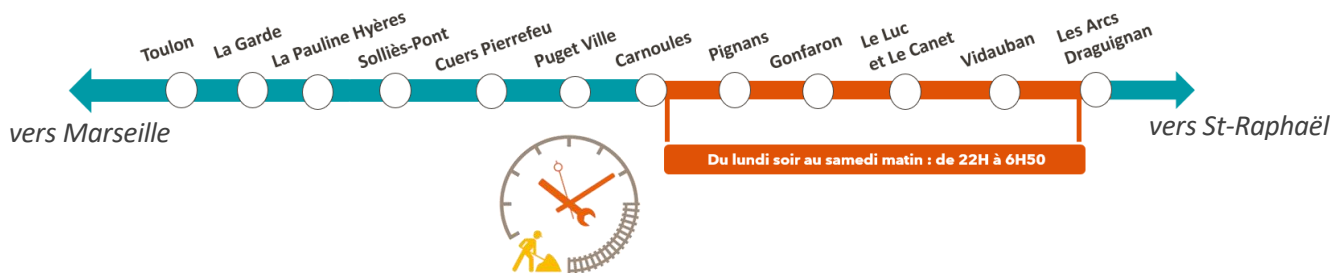 Toulon
La Garde
La Pauline Hyères
Solliès-Pont
Cuers Pierrefeu
Puget Ville
Carnoules
Pignans
Gonfaron
Le Luc
et Le Canet
Vidauban
Les Arcs
Draguignan
vers Marseille
vers St-Raphaël
Du lundi soir au samedi matin : de 22H à 6H50